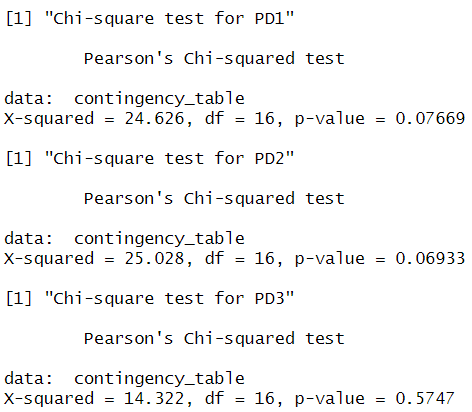 [1] "Chi-square test for PD1"
Pearson's Chi-squared test
data:  contingency_table
X-squared = 24.626, df = 16, p-value = 0.07669
[1] "Chi-square test for PD2"
Pearson's Chi-squared test
data:  contingency_table
X-squared = 25.028, df = 16, p-value = 0.06933
[1] "Chi-square test for PD3"
Pearson's Chi-squared test
data:  contingency_table
X-squared = 14.322, df = 16, p-value = 0.5747